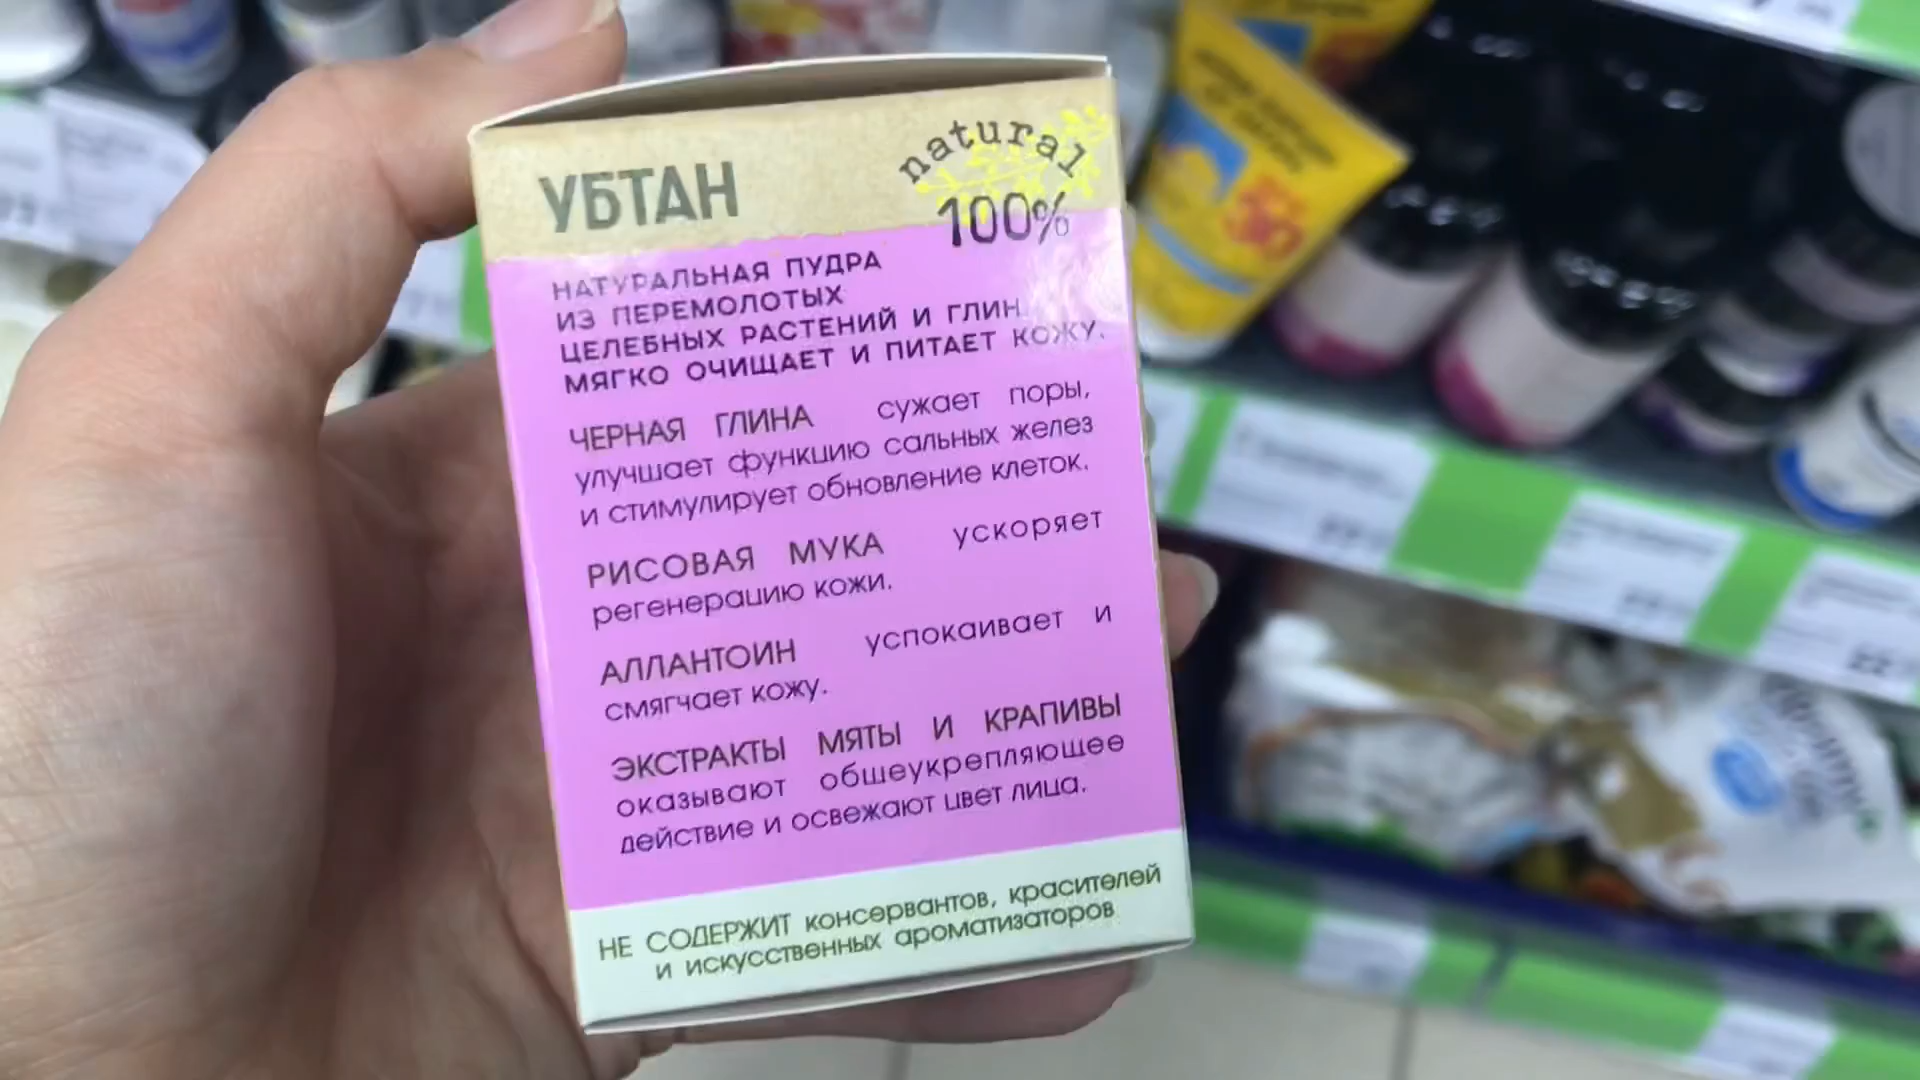 УБТАН
natural
100%
НАТУРАЛЬНАЯ ПУДРА
ИЗ ПЕРЕМОЛОТЫХ
ЦЕЛЕБНЫХ РАСТЕНИЙ И ГЛИН.
МЯГКО ОЧИЩАЕТ И ПИТАЕТ КОЖУ.
ЧЕРНАЯ ГЛИНА сужает поры,
улучшает функцию сальных желез
и стимулирует обновление клеток.
РИСОВАЯ МУКА ускоряет
регенерацию кожи.
АЛЛАНТОИН успокаивает и
смягчает кожу.
ЭКСТРАКТЫ МЯТЫ И КРАПИВЫ
оказывают общеукрепляющее
действие и освежают цвет лица.
НЕ СОДЕРЖИТ консервантов, красителей
и искусственных ароматизаторов